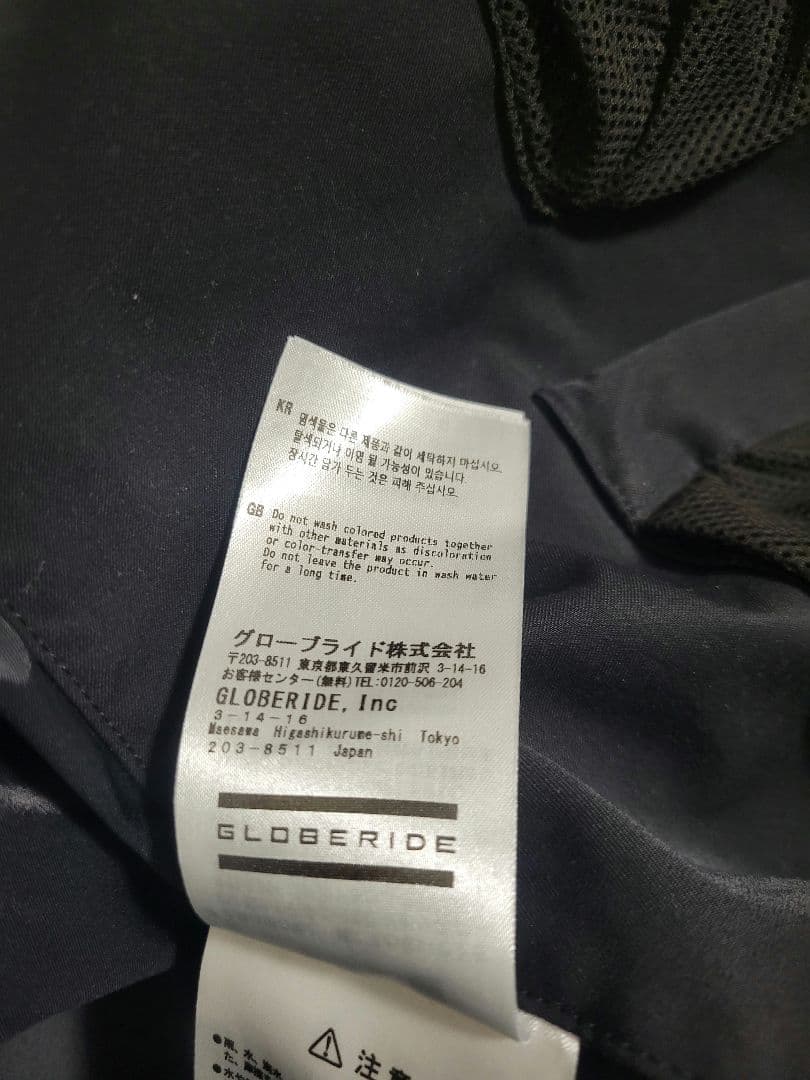 KR 염색물은 다른 제품과 같이 세탁하지 마십시오.
탈색되거나 이염 될 가능성이 있습니다.
장시간 담가 두는 것은 피해 주십시오.
GB Do not wash colored products together
with other materials as discoloration
or color-transfer may occur.
Do not leave the product in wash water
for a long time.
グローブライド株式会社
〒203-8511 東京都東久留米市前沢 3-14-16
お客様センター(無料)TEL:0120-506-204
GLOBERIDE, Inc
3-14-16
Maesawa Higashikurume-shi Tokyo
203-8511 Japan
GLOBERIDE
注意
●雨、水、
た、
●水や